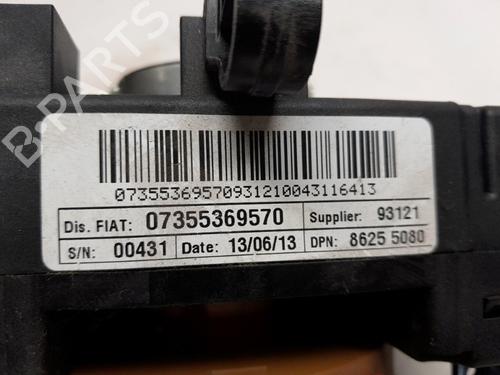 B-PARTS
07355369570931210043116413
Dis. FIAT: 07355369570 Supplier: 93121
S/N: 00431 Date: 13/06/13 DPN: 8625 5080